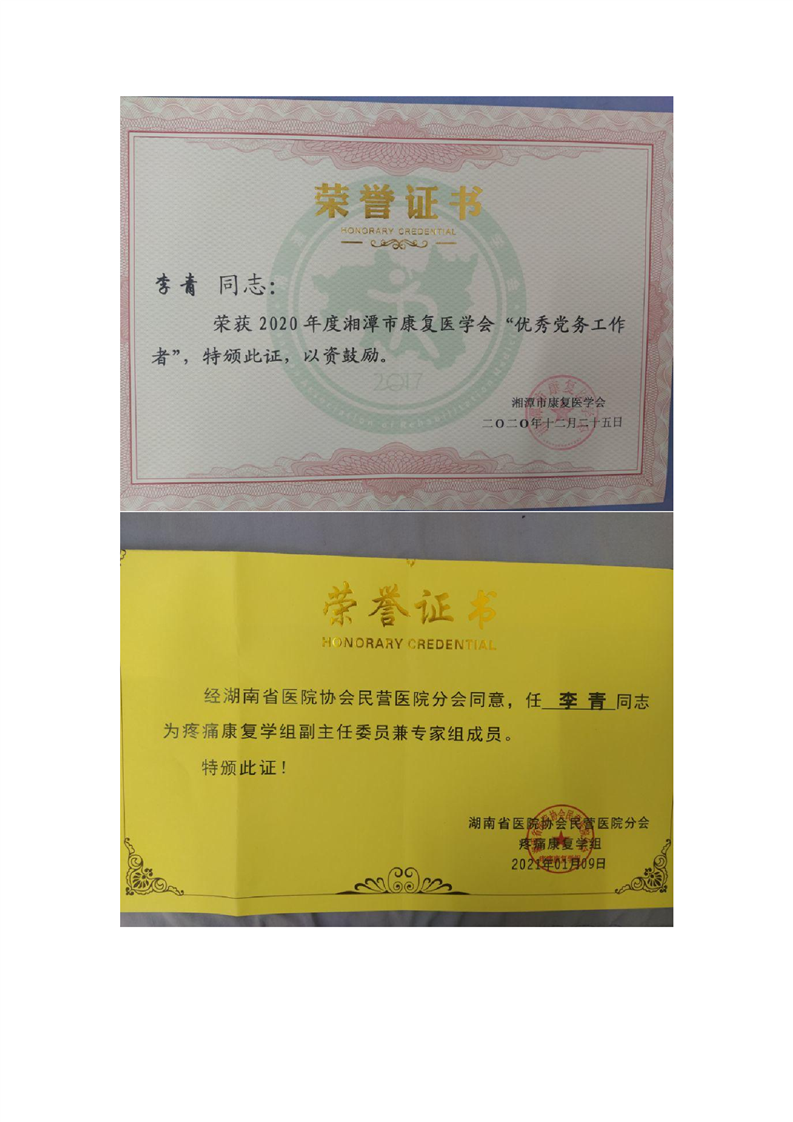 荣誉证书
HONORARY CREDENTIAL
李青 同志：
荣获2020年度湘潭市康复医学会“优秀党务工作
者”，特颁此证，以资鼓励。
2017
湘潭市康复医学会
二〇二〇年十二月二十五日
荣誉证书
HONORARY CREDENTIAL
经湖南省医院协会民营医院分会同意，任 李青 同志
为疼痛康复学组副主任委员兼专家组成员。
特颁此证！
湖南省医院协会民营医院分会
疼痛康复学组
2021年01月09日